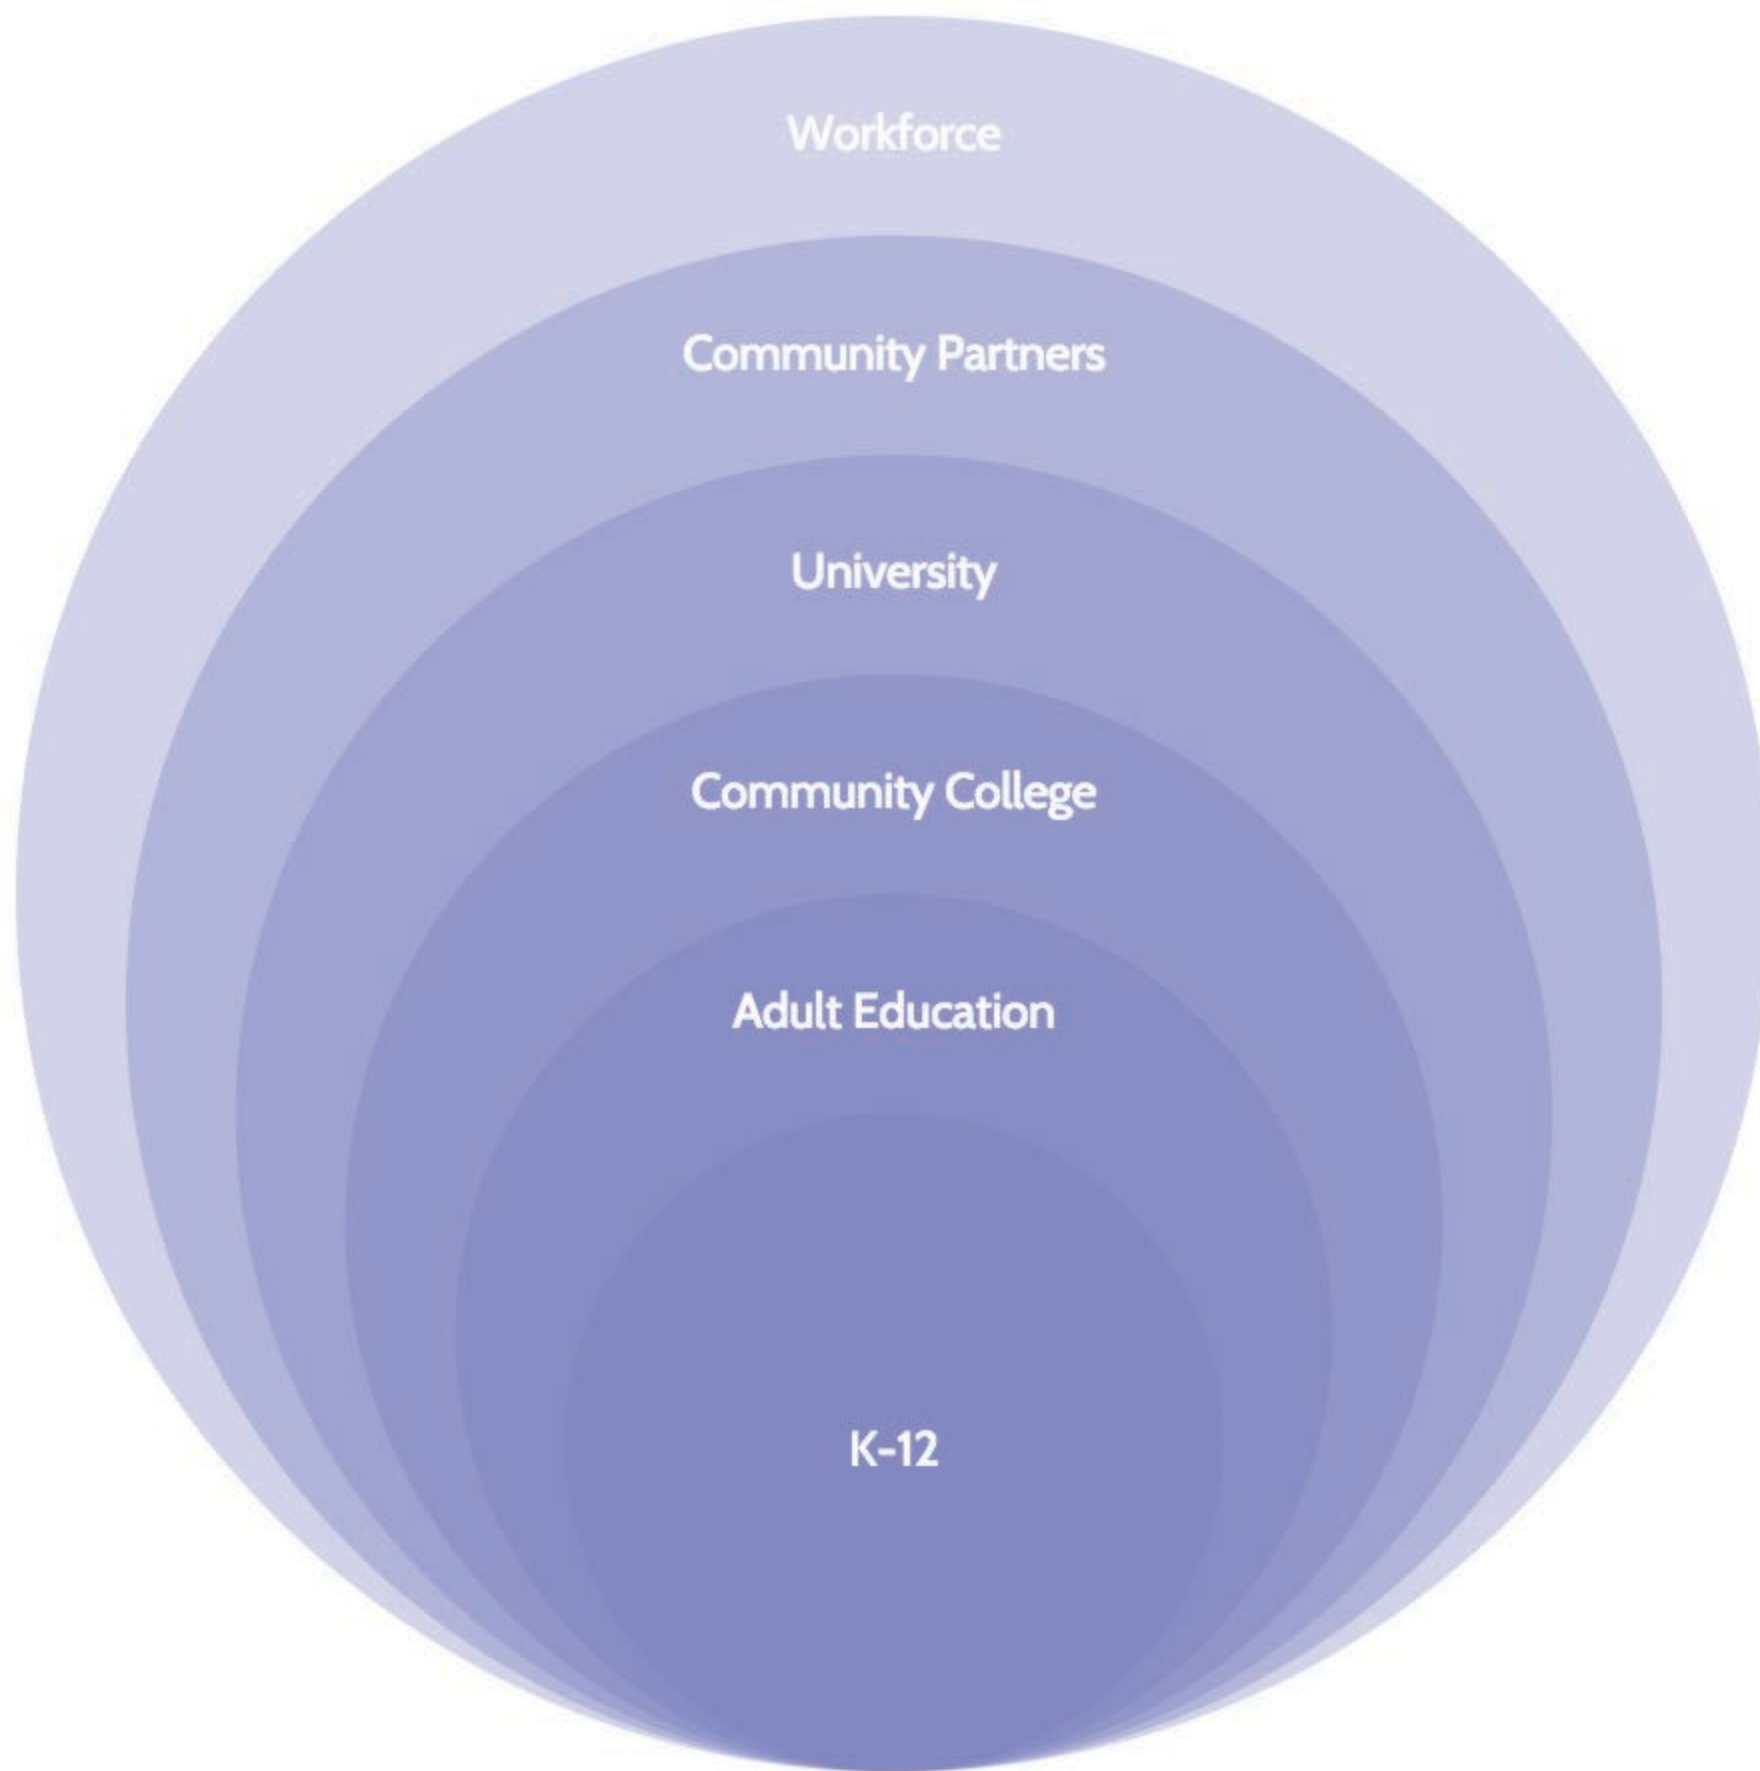 Workforce
Community Partners
University
Community College
Adult Education
K-12